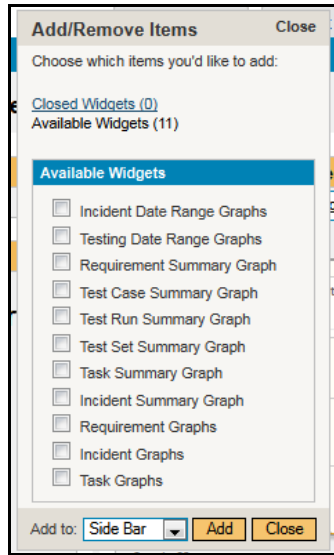 Add/Remove Items Close
Choose which items you'd like to add:
Closed Widgets (0)
Available Widgets (11)
Available Widgets
Incident Date Range Graphs
Testing Date Range Graphs
Requirement Summary Graph
Test Case Summary Graph
Test Run Summary Graph
Test Set Summary Graph
Task Summary Graph
Incident Summary Graph
Requirement Graphs
Incident Graphs
Task Graphs
Add to: Side Bar Add Close